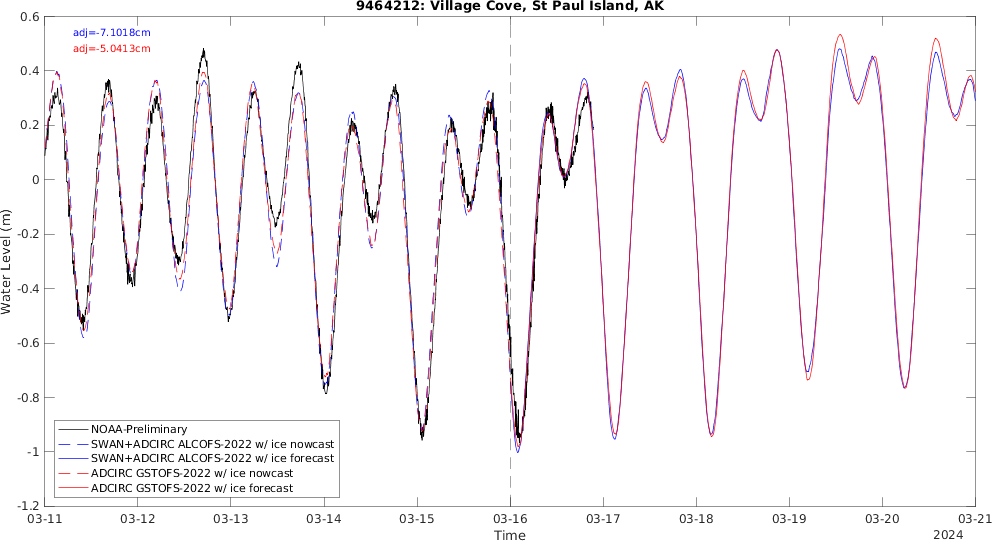 9464212: Village Cove, St Paul Island, AK
adj=-7.1018cm
adj=-5.0413cm
0.6
0.4
0.2
0
-0.2
-0.4
-0.6
-0.8
-1
-1.2
Water Level (m)
NOAA-Preliminary
SWAN+ADCIRC ALCOFS-2022 w/ ice nowcast
SWAN+ADCIRC ALCOFS-2022 w/ ice forecast
ADCIRC GSTOFS-2022 w/ ice nowcast
ADCIRC GSTOFS-2022 w/ ice forecast
03-11 03-12 03-13 03-14 03-15 03-16 03-17 03-18 03-19 03-20 03-21
Time
2024